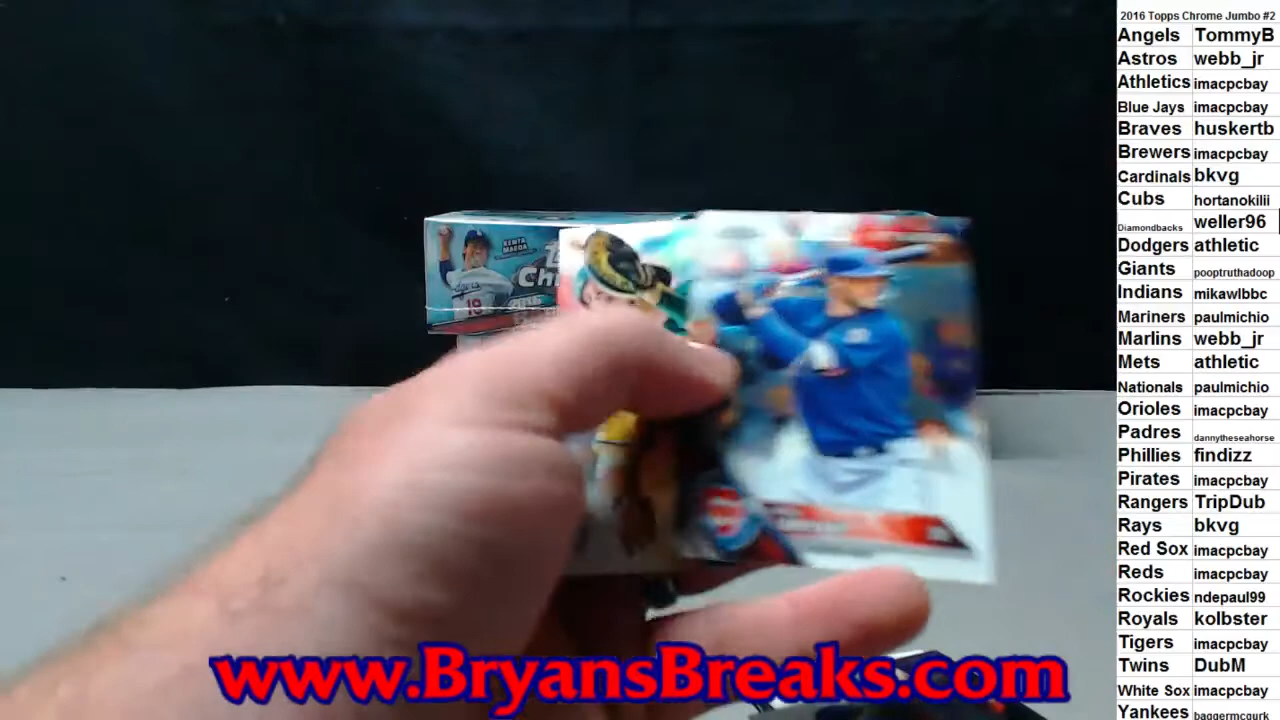 2016 Topps Chrome Jumbo #2
Angels TommyB
Astros webb_jr
Athletics imacpcbay
Blue Jays imacpcbay
Braves huskertb
Brewers imacpcbay
Cardinals bkvg
Cubs hortanokilii
Diamondbacks weller96
Dodgers athletic
Giants pooptruthadoop
Indians mikawlbbc
Mariners paulmichio
Marlins webb_jr
Mets athletic
Nationals paulmichio
Orioles imacpcbay
Padres dannytheseahorse
Phillies findizz
Pirates imacpcbay
Rangers TripDub
Rays bkvg
Red Sox imacpcbay
Reds imacpcbay
Rockies ndepaul99
Royals kolbster
Tigers imacpcbay
Twins DubM
White Sox imacpcbay
Yankees baggermcgurk
KENTA
MAEDA
www.BryansBreaks.com